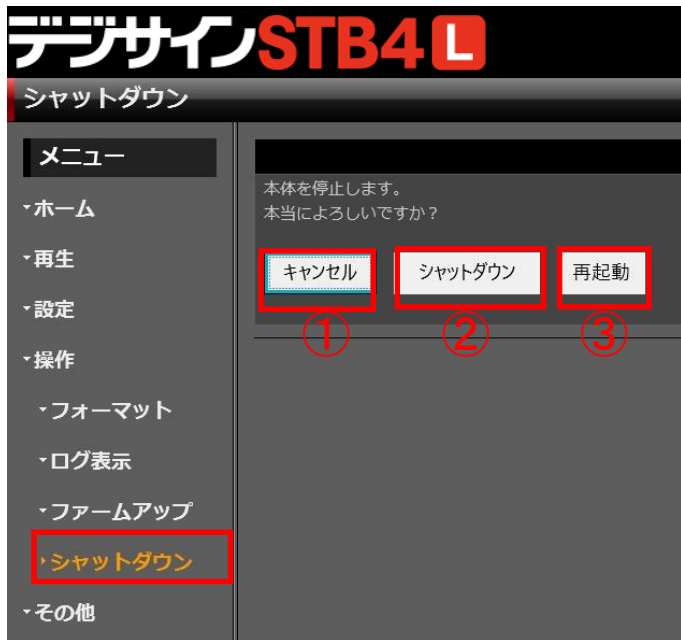 デジサインSTB4 L
シャットダウン
メニュー
ホーム
再生
設定
操作
フォーマット
ログ表示
ファームアップ
シャットダウン
その他
本体を停止します。
本当によろしいですか？
キャンセル シャットダウン 再起動
① ② ③